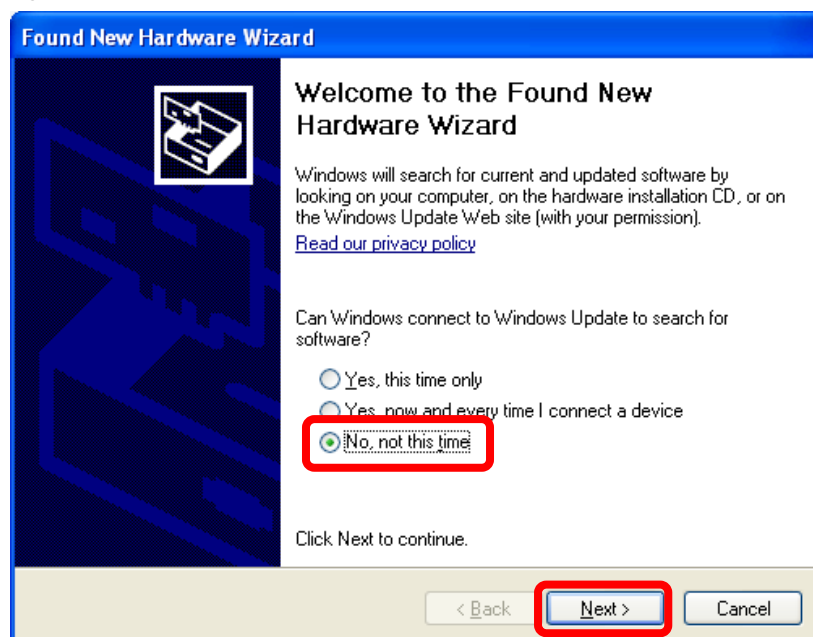 Found New Hardware Wizard
Welcome to the Found New
Hardware Wizard
Windows will search for current and updated software by
looking on your computer, on the hardware installation CD, or on
the Windows Update Web site (with your permission).
Read our privacy policy
Can Windows connect to Windows Update to search for
software?
Yes, this time only
Yes, now and every time I connect a device
No, not this time
Click Next to continue.
< Back
Next >
Cancel